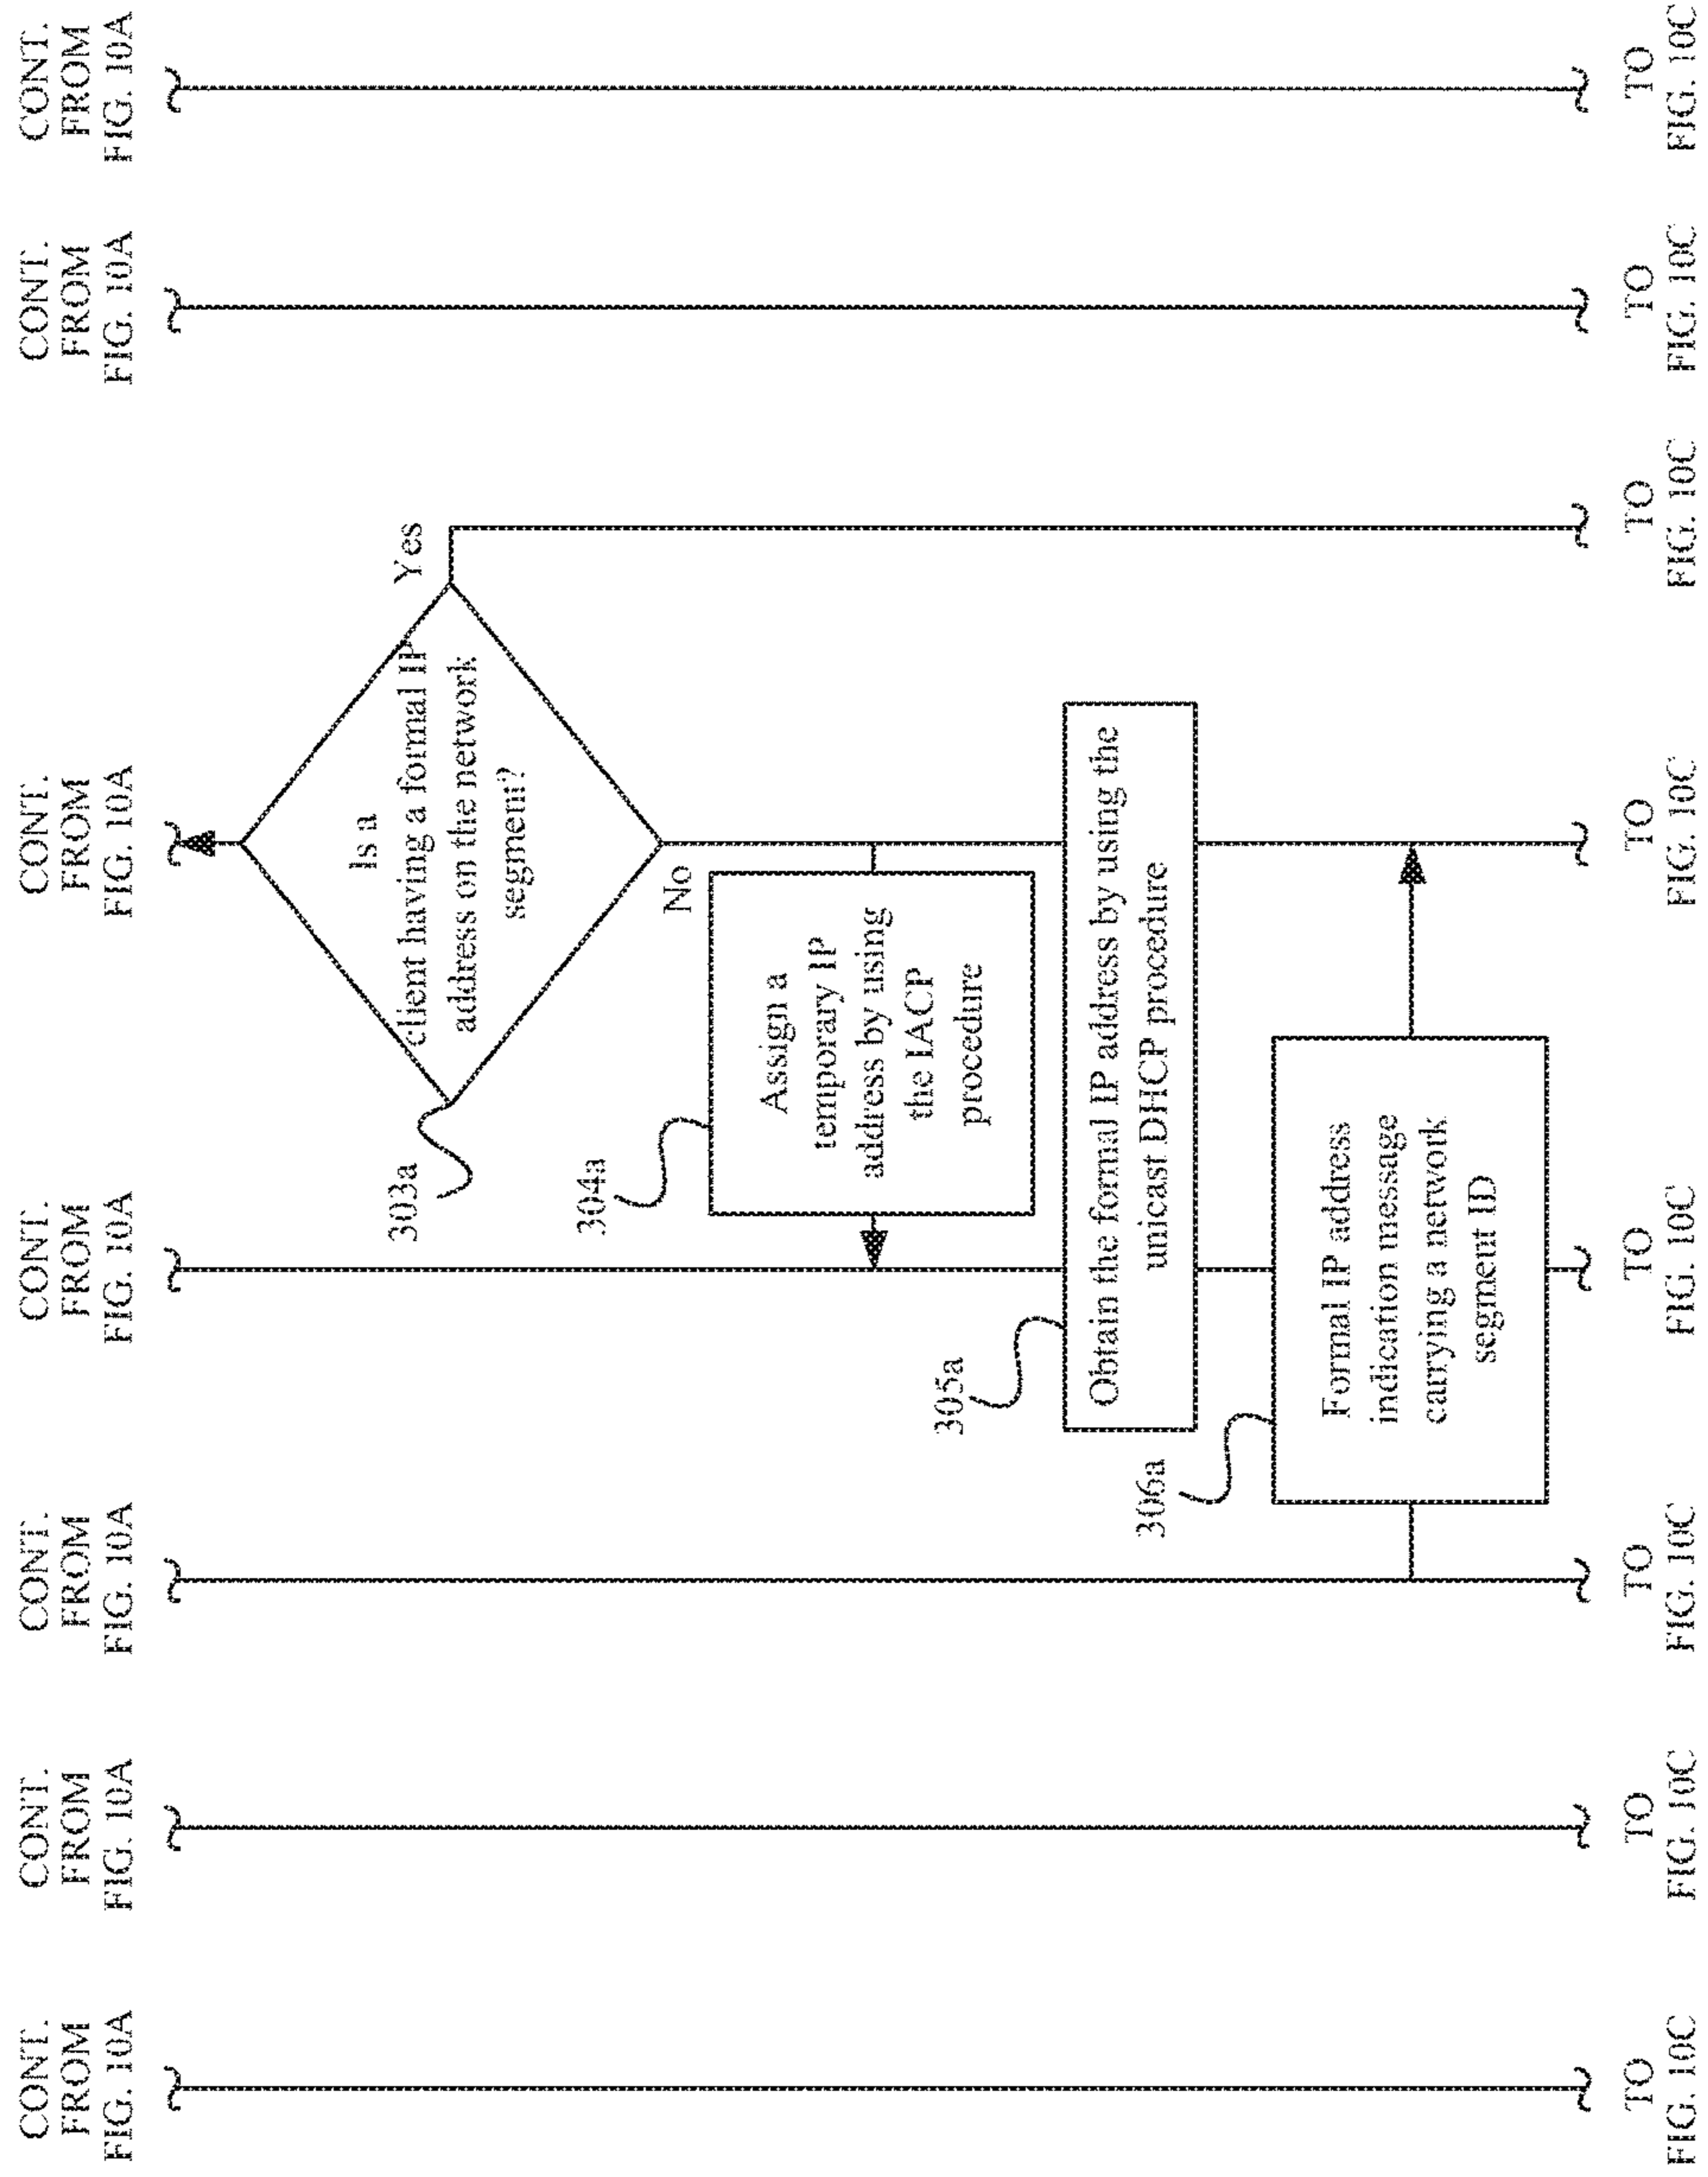 CONT.
FROM
FIG. 10A
CONT.
FROM
FIG. 10A
CONT.
FROM
FIG. 10A
CONT.
FROM
FIG. 10A
CONT.
FROM
FIG. 10A
CONT.
FROM
FIG. 10A
CONT.
FROM
FIG. 10A
303a
Is a
client having a formal IP
address on the network
segment?
Yes
No
304a
Assign a
temporary IP
address by using
the IACP
procedure
305a
Obtain the formal IP address by using the
unicast DHCP procedure
306a
Formal IP address
indication message
carrying a network
segment ID
TO
FIG. 10C
TO
FIG. 10C
TO
FIG. 10C
TO
FIG. 10C
TO
FIG. 10C
TO
FIG. 10C
TO
FIG. 10C
TO
FIG. 10C